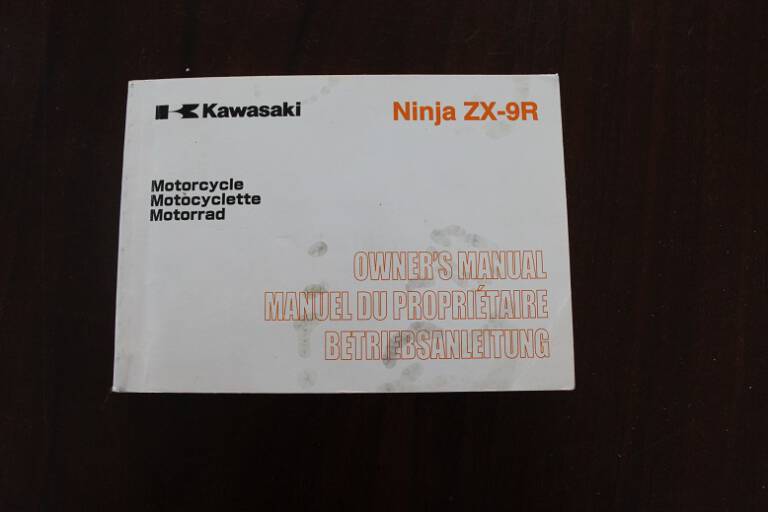 Kawasaki
Ninja ZX-9R
Motorcycle
Motocyclette
Motorrad
OWNER'S MANUAL
MANUEL DU PROPRIÉTAIRE
BETRIEBSANLEITUNG